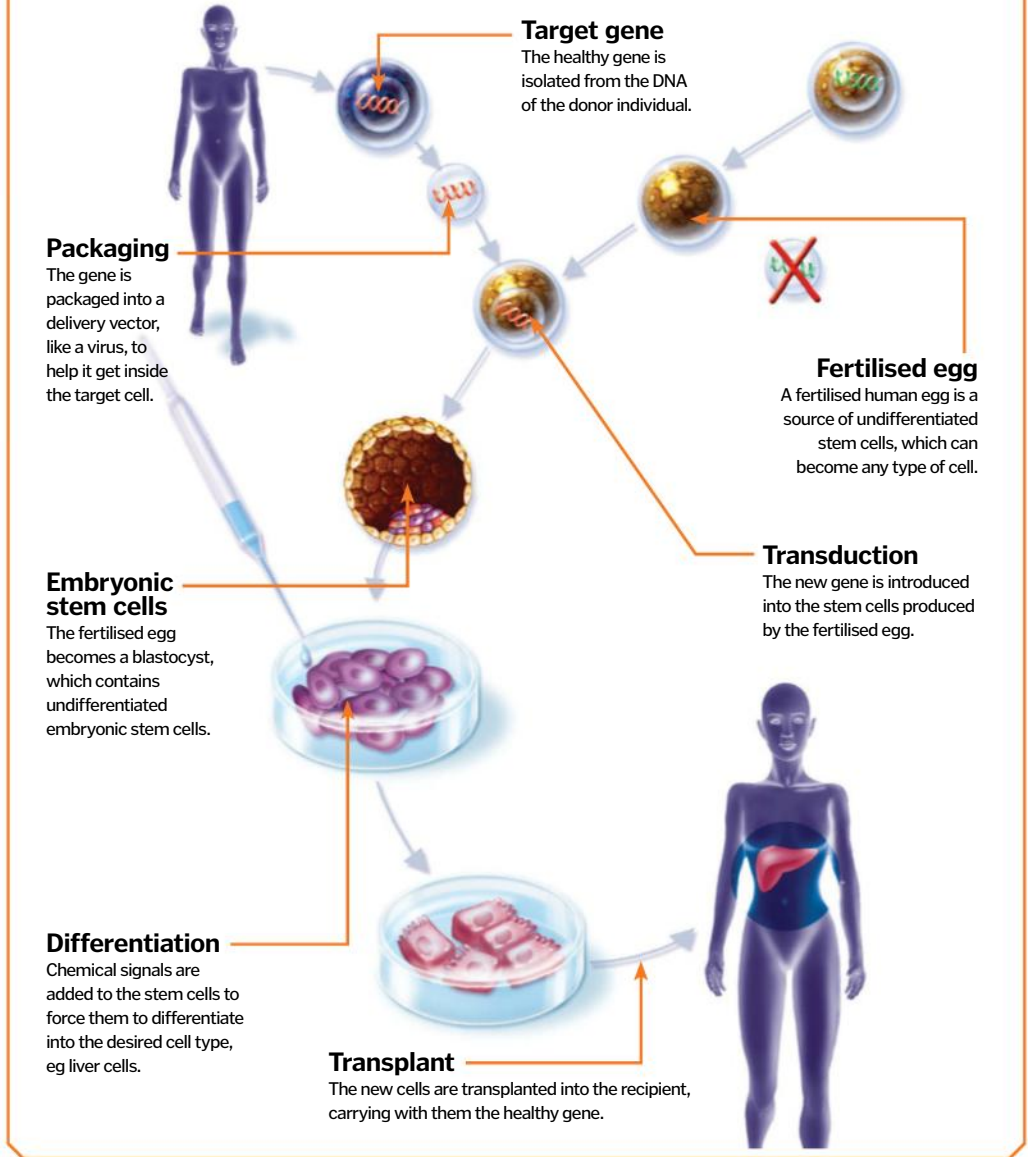 Target gene
The healthy gene is
isolated from the DNA
of the donor individual.
Packaging
The gene is
packaged into a
delivery vector,
like a virus, to
help it get inside
the target cell.
Fertilised egg
A fertilised human egg is a
source of undifferentiated
stem cells, which can
become any type of cell.
Transduction
The new gene is introduced
into the stem cells produced
by the fertilised egg.
Embryonic
stem cells
The fertilised egg
becomes a blastocyst,
which contains
undifferentiated
embryonic stem cells.
Differentiation
Chemical signals are
added to the stem cells to
force them to differentiate
into the desired cell type,
eg liver cells.
Transplant
The new cells are transplanted into the recipient,
carrying with them the healthy gene.